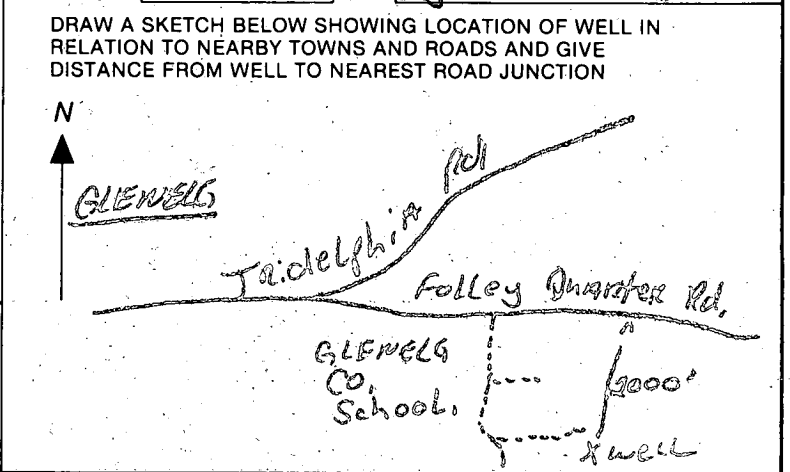 DRAW A SKETCH BELOW SHOWING LOCATION OF WELL IN
RELATION TO NEARBY TOWNS AND ROADS AND GIVE
DISTANCE FROM WELL TO NEAREST ROAD JUNCTION
N
GLENELG
Tridelphia Rd
Folley Quarter Rd.
GLENELG
CO.
School.
2000'
X well